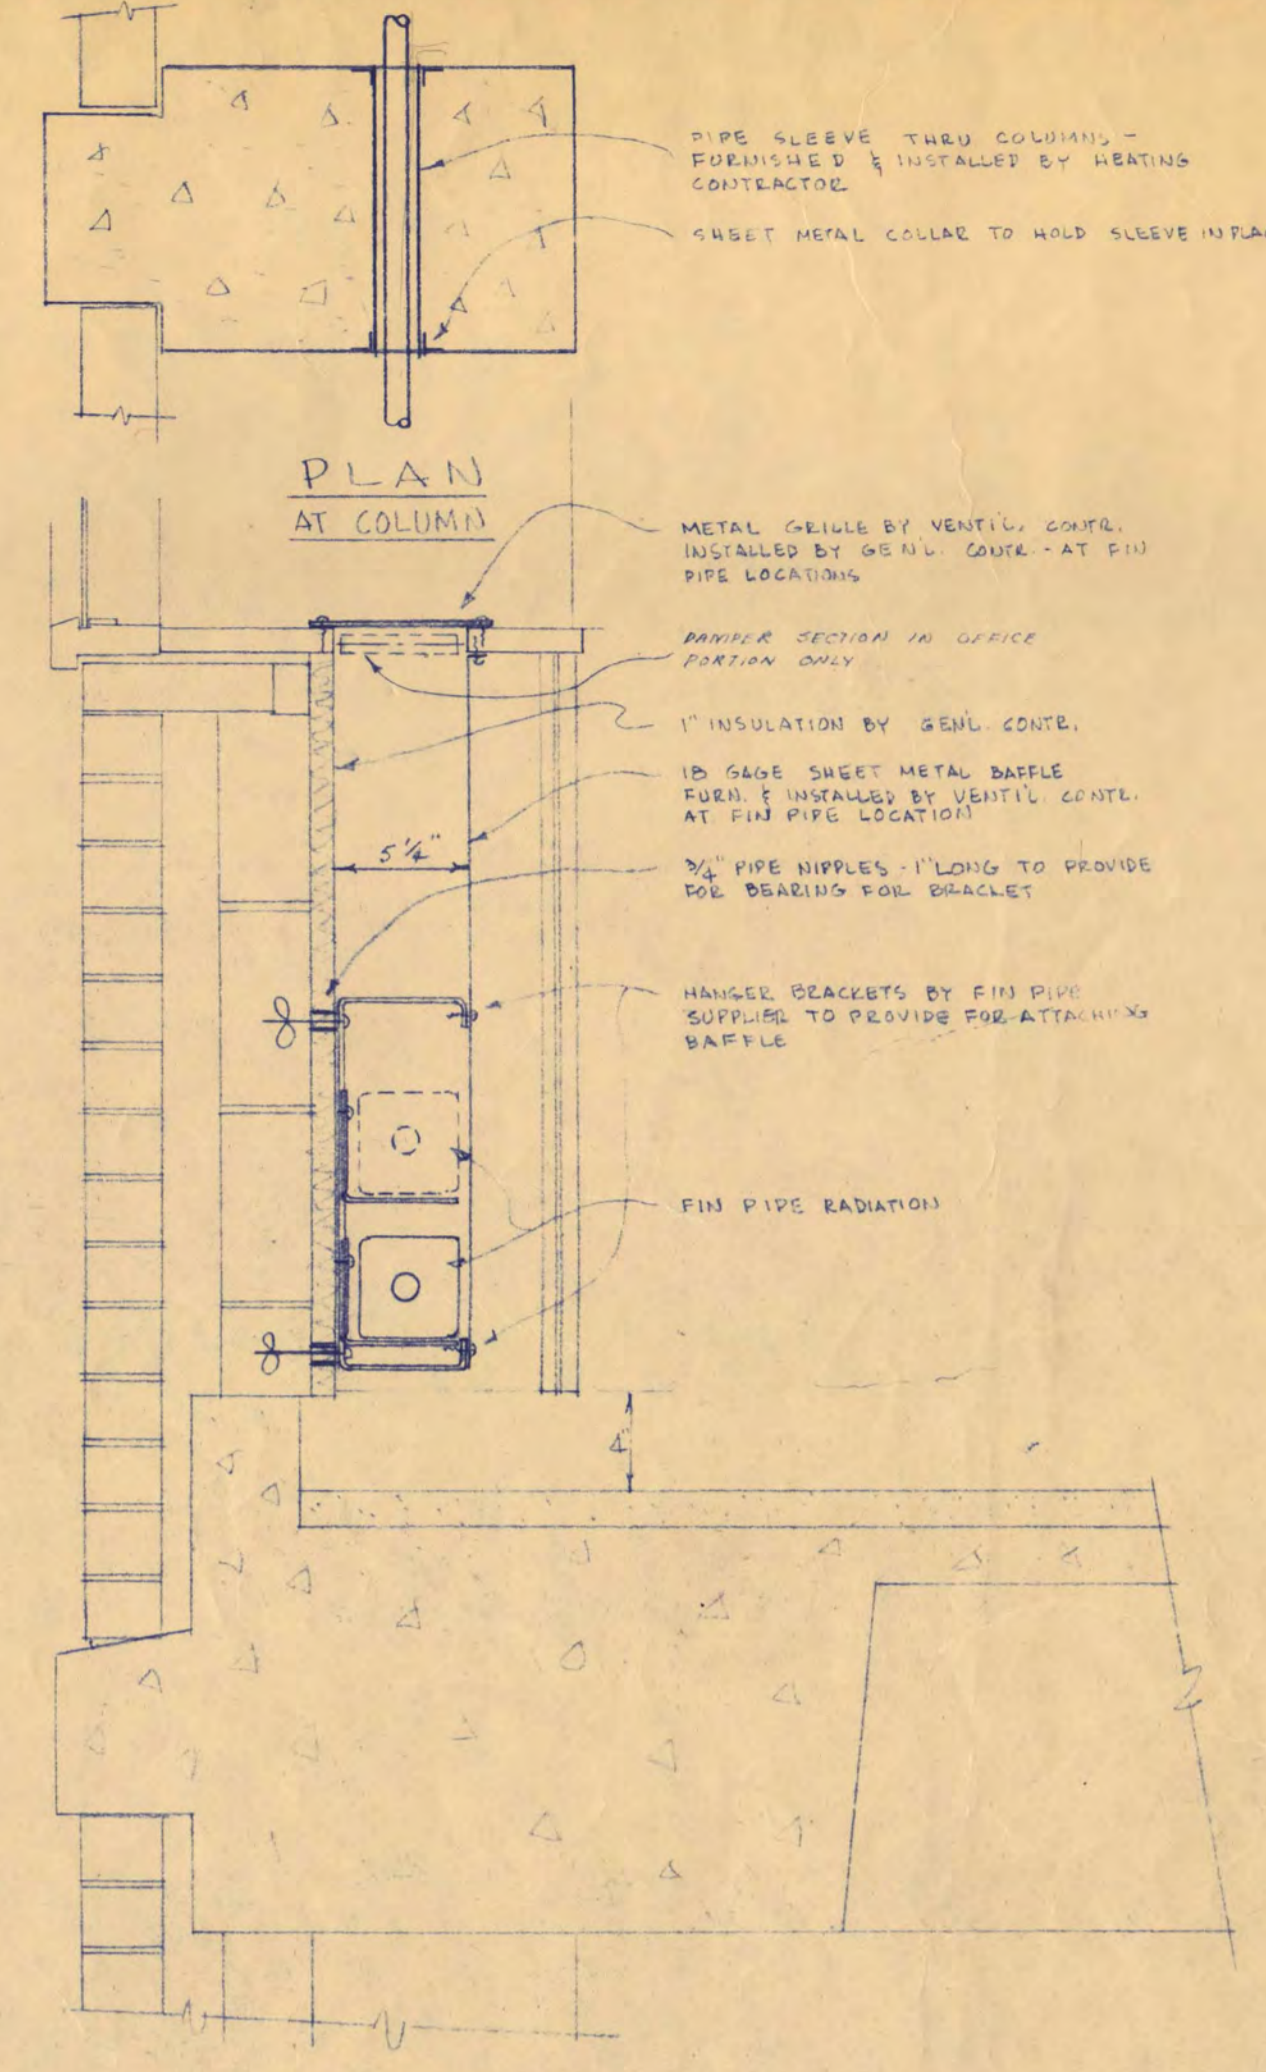 PIPE SLEEVE THRU COLUMNS -
FURNISHED & INSTALLED BY HEATING
CONTRACTOR
SHEET METAL COLLAR TO HOLD SLEEVE IN PLA
PLAN
AT COLUMN
METAL GRILLE BY VENTI'L. CONTR.
INSTALLED BY GEN'L. CONTR. - AT FIN
PIPE LOCATIONS
DAMPER SECTION IN OFFICE
PORTION ONLY
1" INSULATION BY GEN'L. CONTR.
18 GAGE SHEET METAL BAFFLE
FURN. & INSTALLED BY VENTI'L. CONTR.
AT FIN PIPE LOCATION
5 1/4"
3/4" PIPE NIPPLES - 1" LONG TO PROVIDE
FOR BEARING FOR BRACKET
HANGER BRACKETS BY FIN PIPE
SUPPLIER TO PROVIDE FOR ATTACHING
BAFFLE
FIN PIPE RADIATION
4"